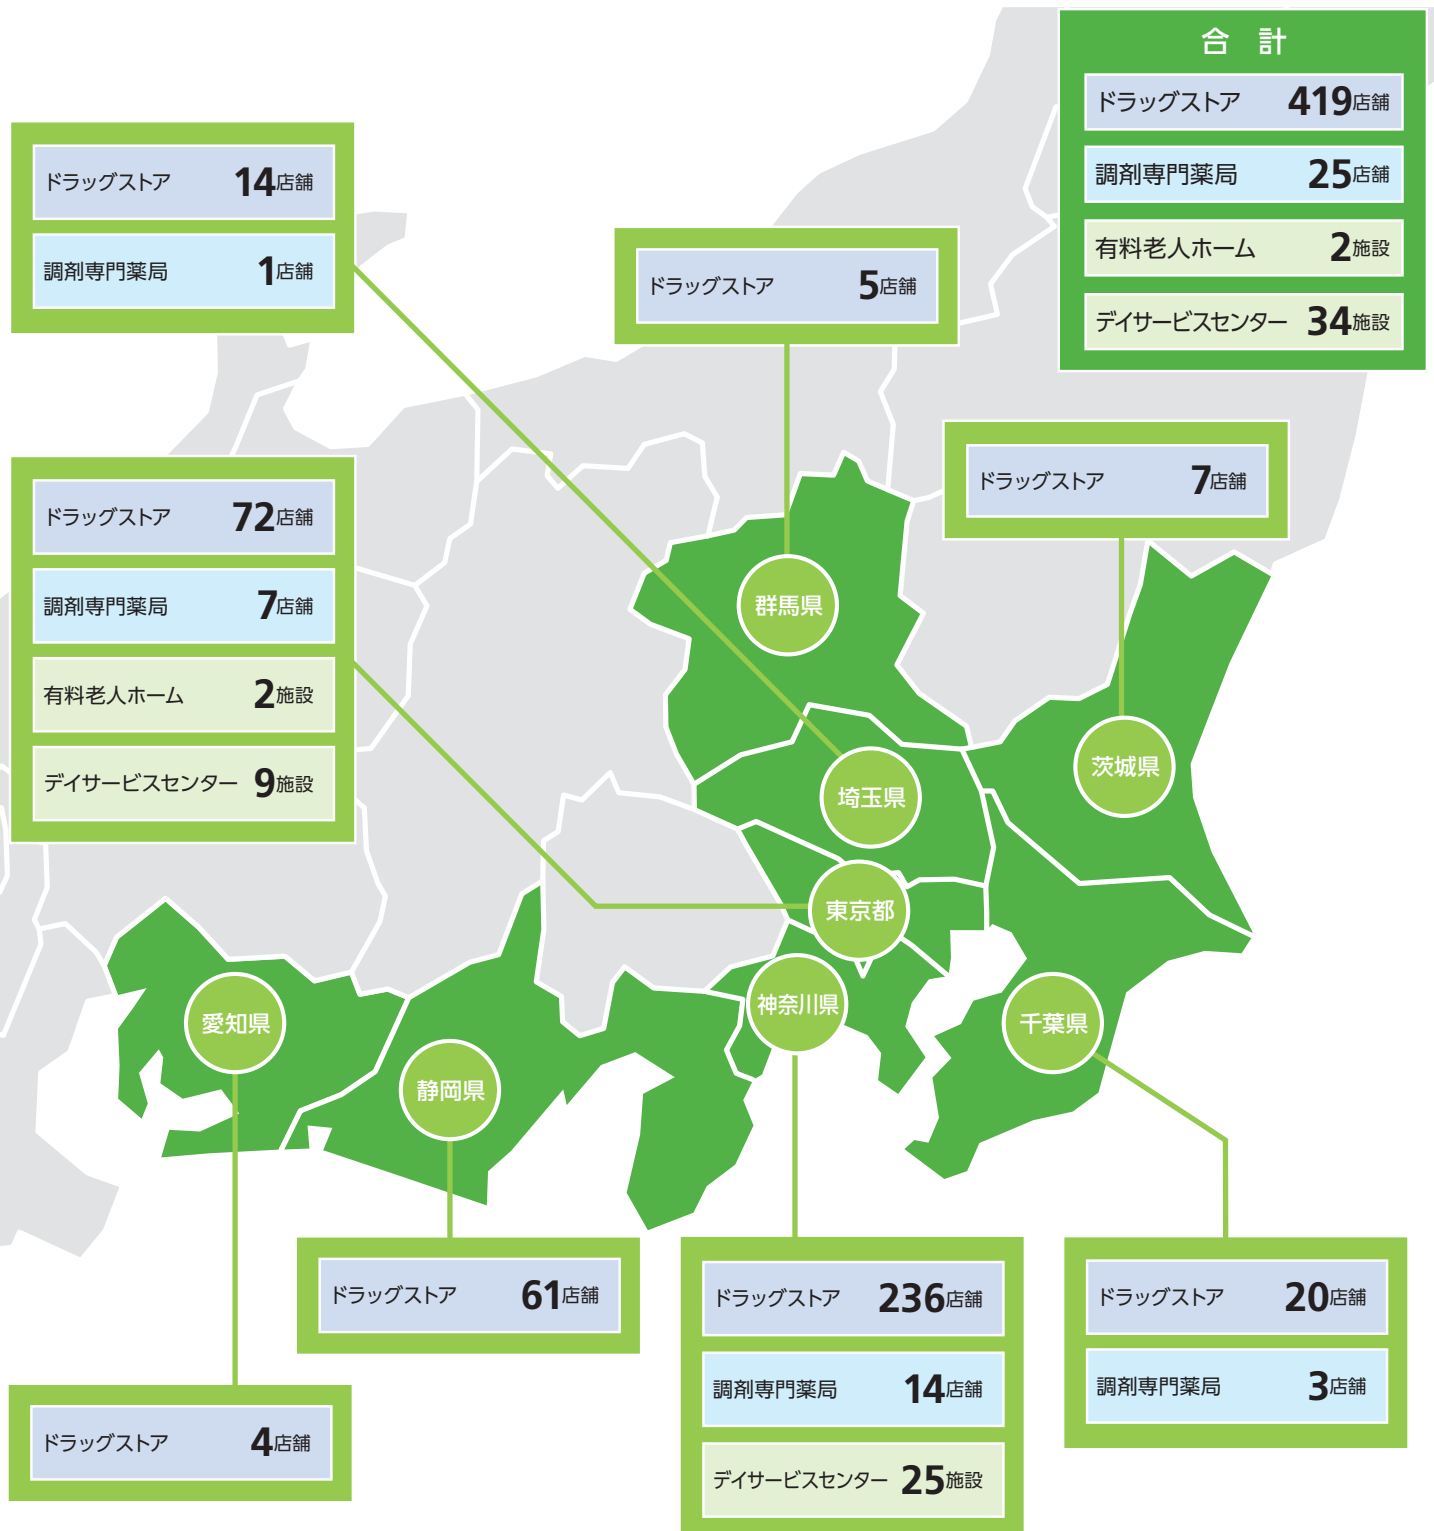 合 計
ドラッグストア 419店舗
調剤専門薬局 25店舗
有料老人ホーム 2施設
デイサービスセンター 34施設
ドラッグストア 14店舗
調剤専門薬局 1店舗
ドラッグストア 5店舗
ドラッグストア 7店舗
ドラッグストア 72店舗
調剤専門薬局 7店舗
有料老人ホーム 2施設
デイサービスセンター 9施設
群馬県
茨城県
埼玉県
東京都
神奈川県
千葉県
愛知県
静岡県
ドラッグストア 61店舗
ドラッグストア 236店舗
調剤専門薬局 14店舗
デイサービスセンター 25施設
ドラッグストア 20店舗
調剤専門薬局 3店舗
ドラッグストア 4店舗